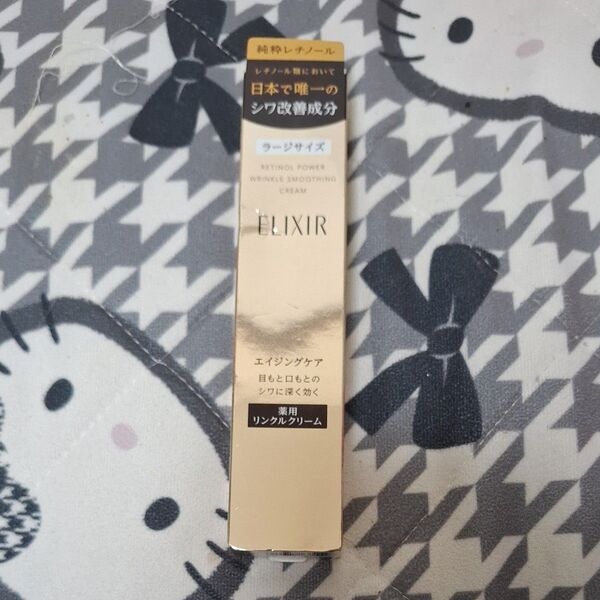 純粋レチノール
レチノール類において
日本で唯一の
シワ改善成分
ラージサイズ
RETINOL POWER
WRINKLE SMOOTHING
CREAM
ELIXIR
エイジングケア
目もと口もとの
シワに深く効く
薬用
リンクルクリーム